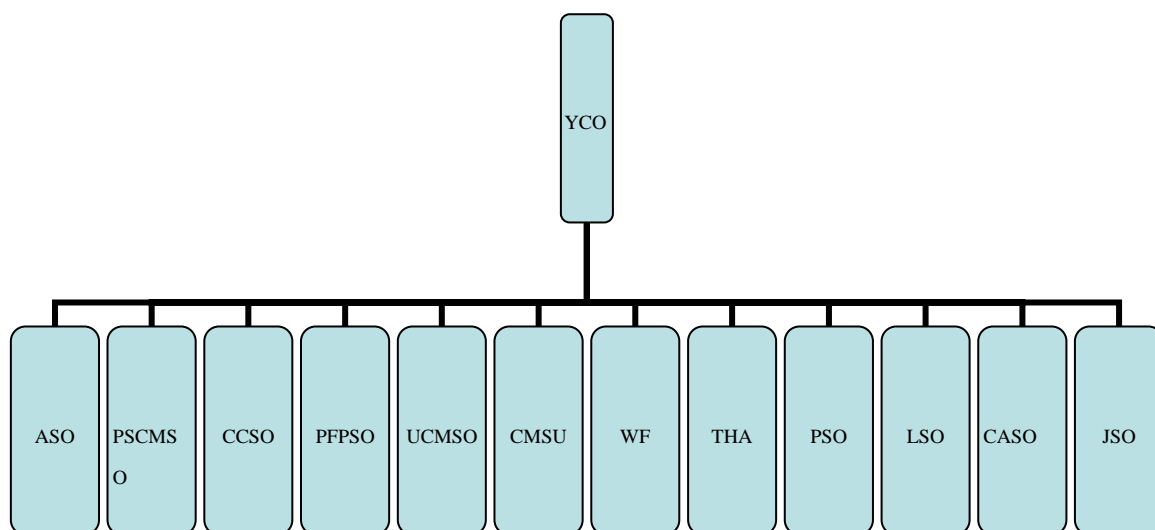 YCO
ASO
PSCMS
O
CCSO
PFPSO
UCMSO
CMSU
WF
THA
PSO
LSO
CASO
JSO